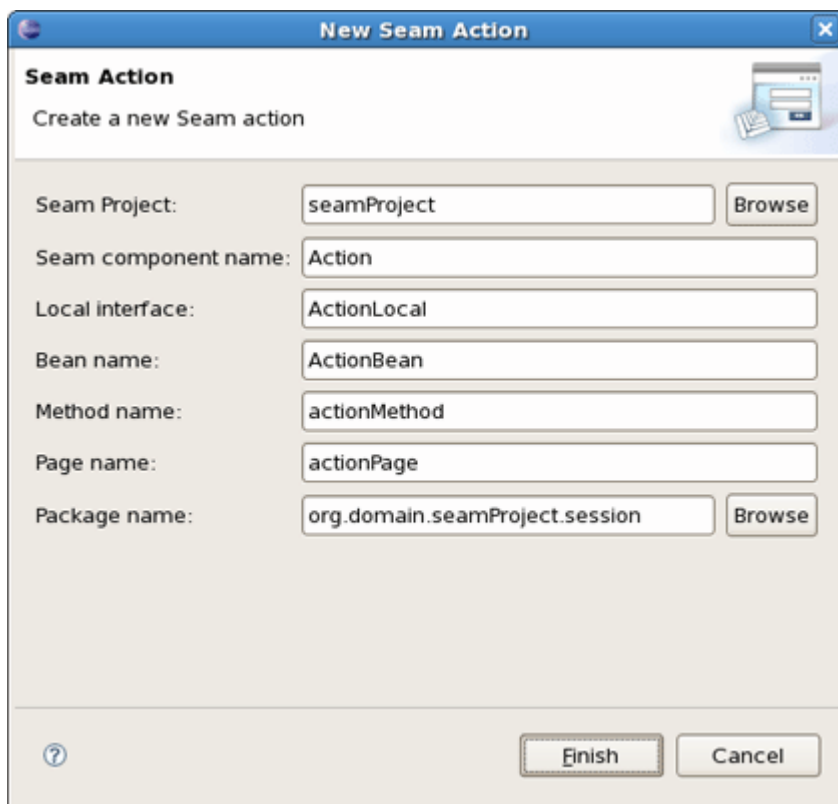 New Seam Action
Seam Action
Create a new Seam action
Seam Project: seamProject Browse
Seam component name: Action
Local interface: ActionLocal
Bean name: ActionBean
Method name: actionMethod
Page name: actionPage
Package name: org.domain.seamProject.session Browse
? Finish Cancel